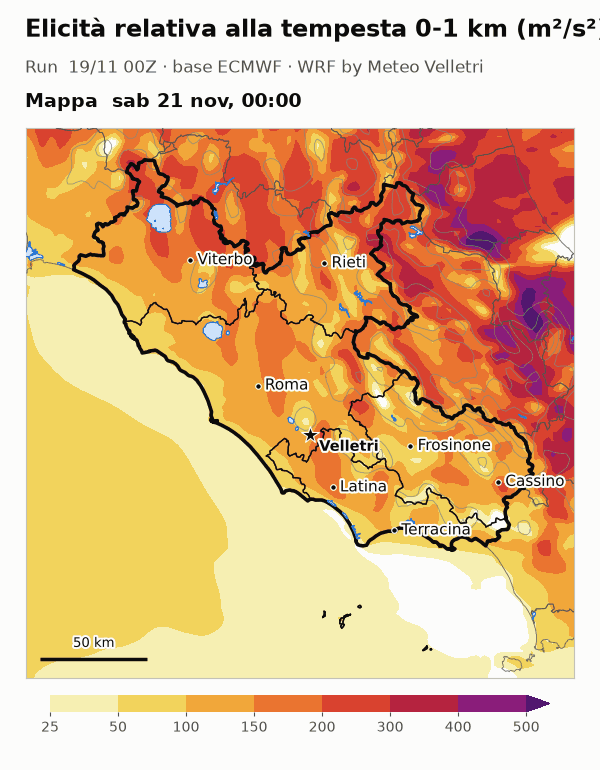 Elicità relativa alla tempesta 0-1 km (m²/s²)
Run 19/11 00Z · base ECMWF · WRF by Meteo Velletri
Mappa sab 21 nov, 00:00
Viterbo
Rieti
Roma
Velletri
Frosinone
Latina
Cassino
Terracina
50 km
25 50 100 150 200 300 400 500